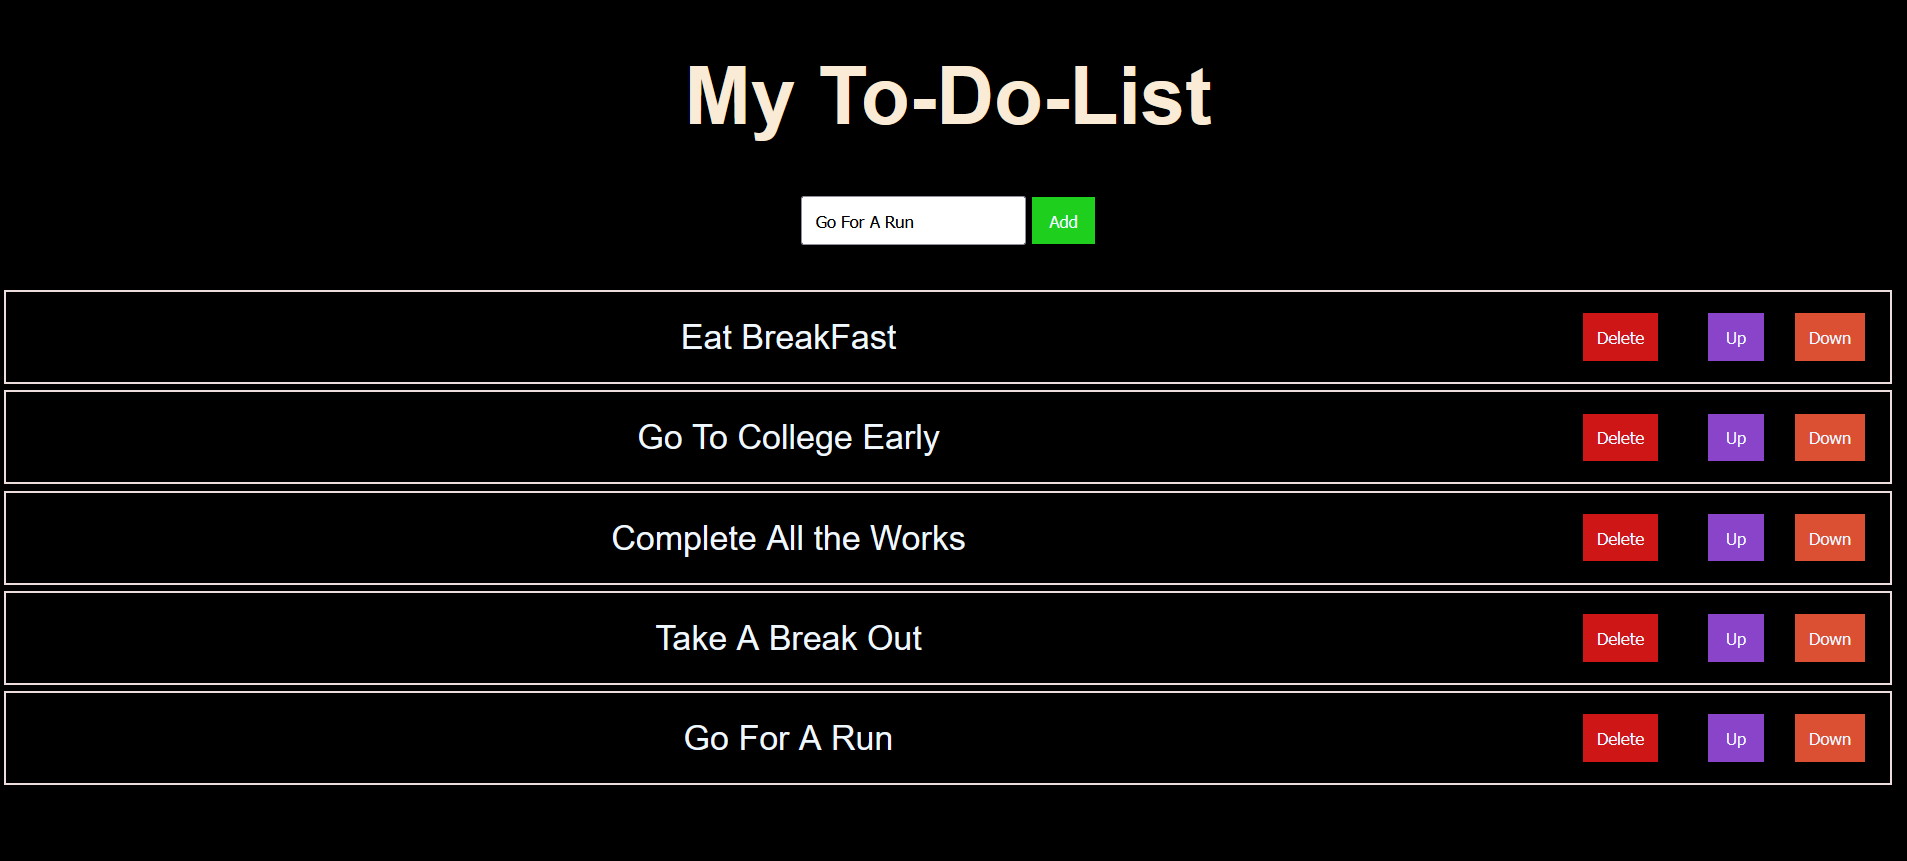 My To-Do-List
Go For A Run Add
Eat BreakFast Delete Up Down
Go To College Early Delete Up Down
Complete All the Works Delete Up Down
Take A Break Out Delete Up Down
Go For A Run Delete Up Down